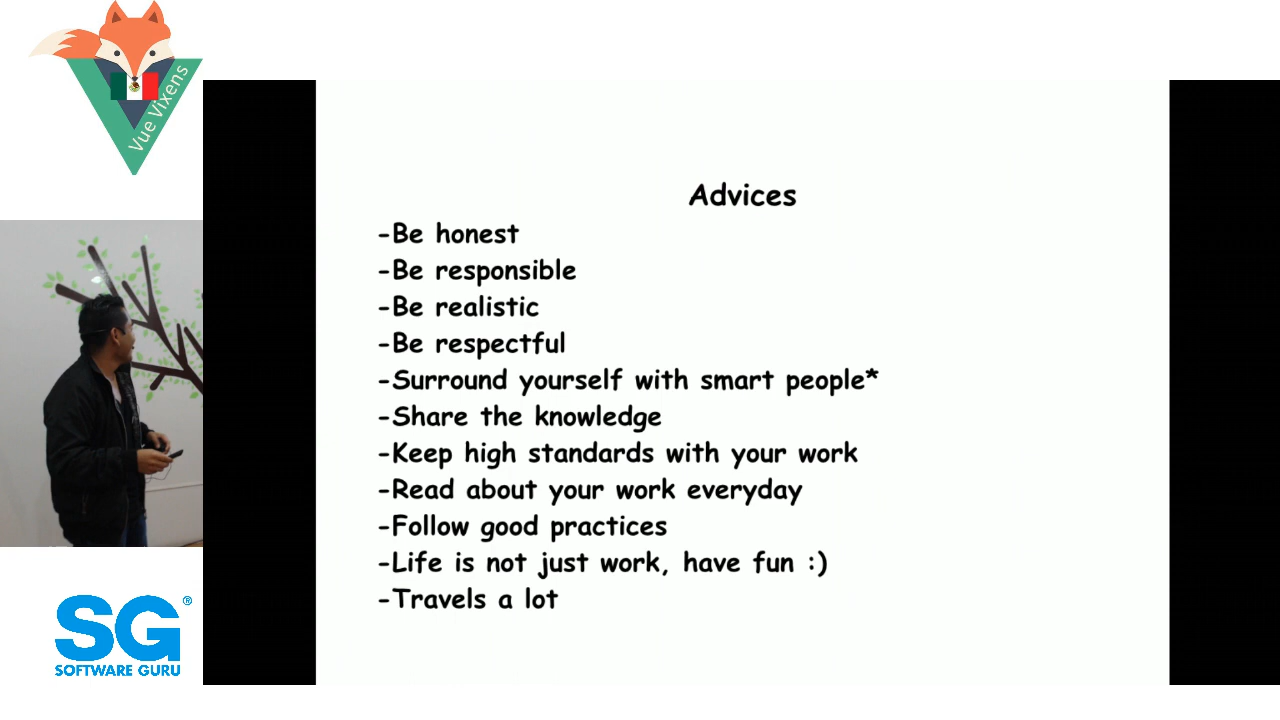 Vue Vixens
Advices
-Be honest
-Be responsible
-Be realistic
-Be respectful
-Surround yourself with smart people*
-Share the knowledge
-Keep high standards with your work
-Read about your work everyday
-Follow good practices
-Life is not just work, have fun :)
-Travels a lot
SG®
SOFTWARE GURU